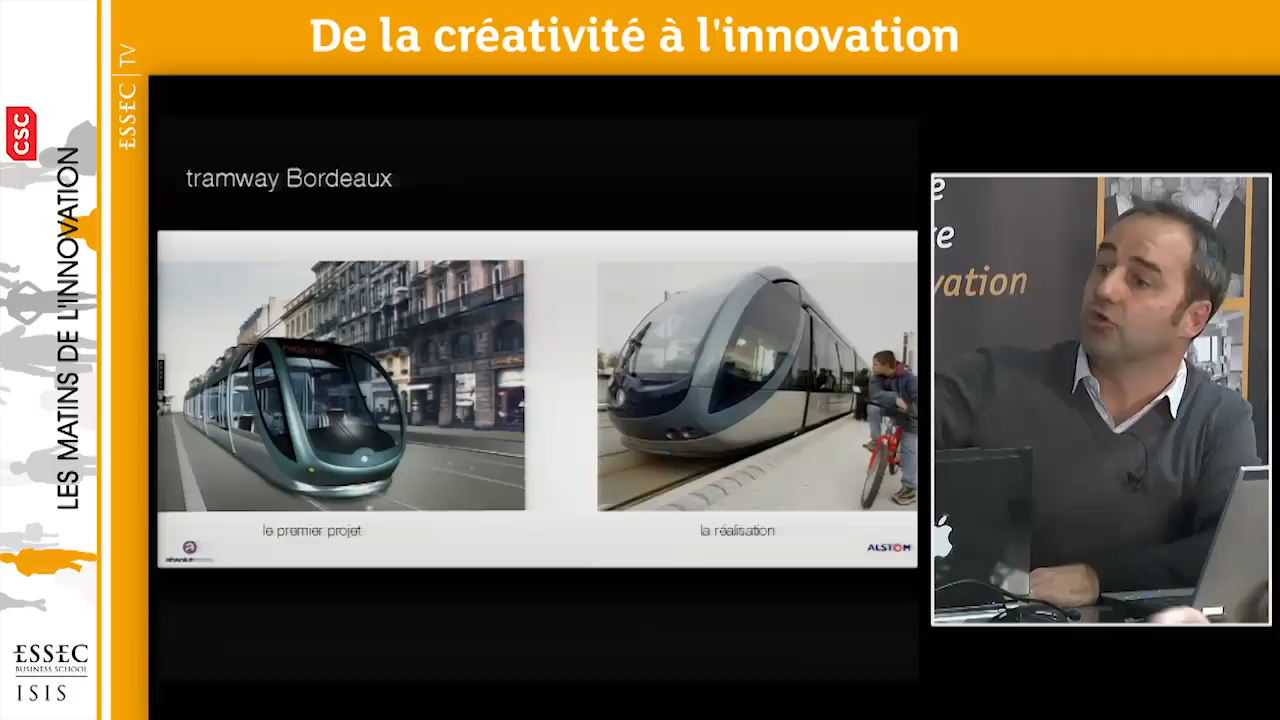 De la créativité à l'innovation
ESSEC | TV
CSC
LES MATINS DE L'INNOVATION
tramway Bordeaux
le premier projet
la réalisation
absolut
ALSTOM
vation
ESSEC
BUSINESS SCHOOL
ISIS